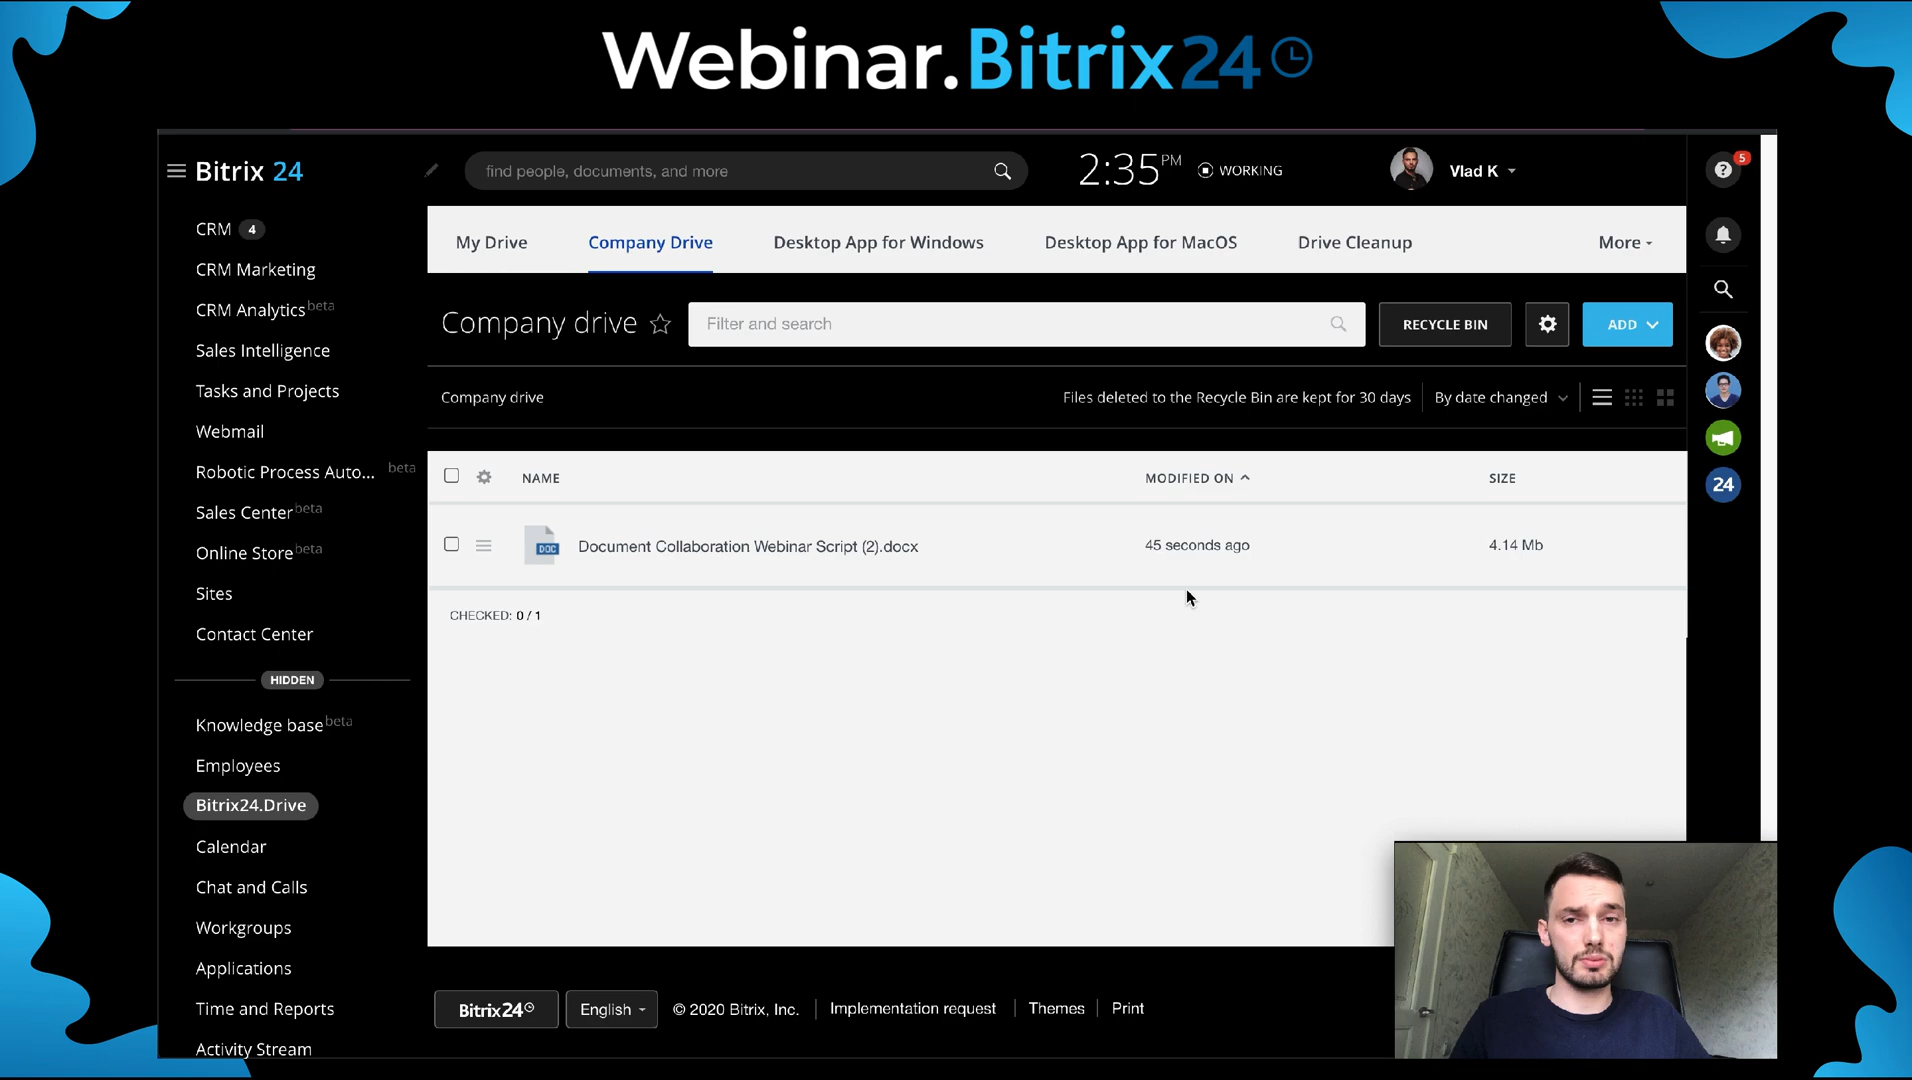 Webinar.Bitrix24
Bitrix 24
find people, documents, and more
2:35 PM
WORKING
Vlad K
5
CRM 4
CRM Marketing
CRM Analytics beta
Sales Intelligence
Tasks and Projects
Webmail
Robotic Process Auto... beta
Sales Center beta
Online Store beta
Sites
Contact Center
HIDDEN
Knowledge base beta
Employees
Bitrix24.Drive
Calendar
Chat and Calls
Workgroups
Applications
Time and Reports
Activity Stream
My Drive
Company Drive
Desktop App for Windows
Desktop App for MacOS
Drive Cleanup
More
Company drive
Filter and search
RECYCLE BIN
ADD
Company drive
Files deleted to the Recycle Bin are kept for 30 days
By date changed
NAME
MODIFIED ON
SIZE
DOC
Document Collaboration Webinar Script (2).docx
45 seconds ago
4.14 Mb
CHECKED: 0 / 1
24
Bitrix24
English
© 2020 Bitrix, Inc.
Implementation request
Themes
Print